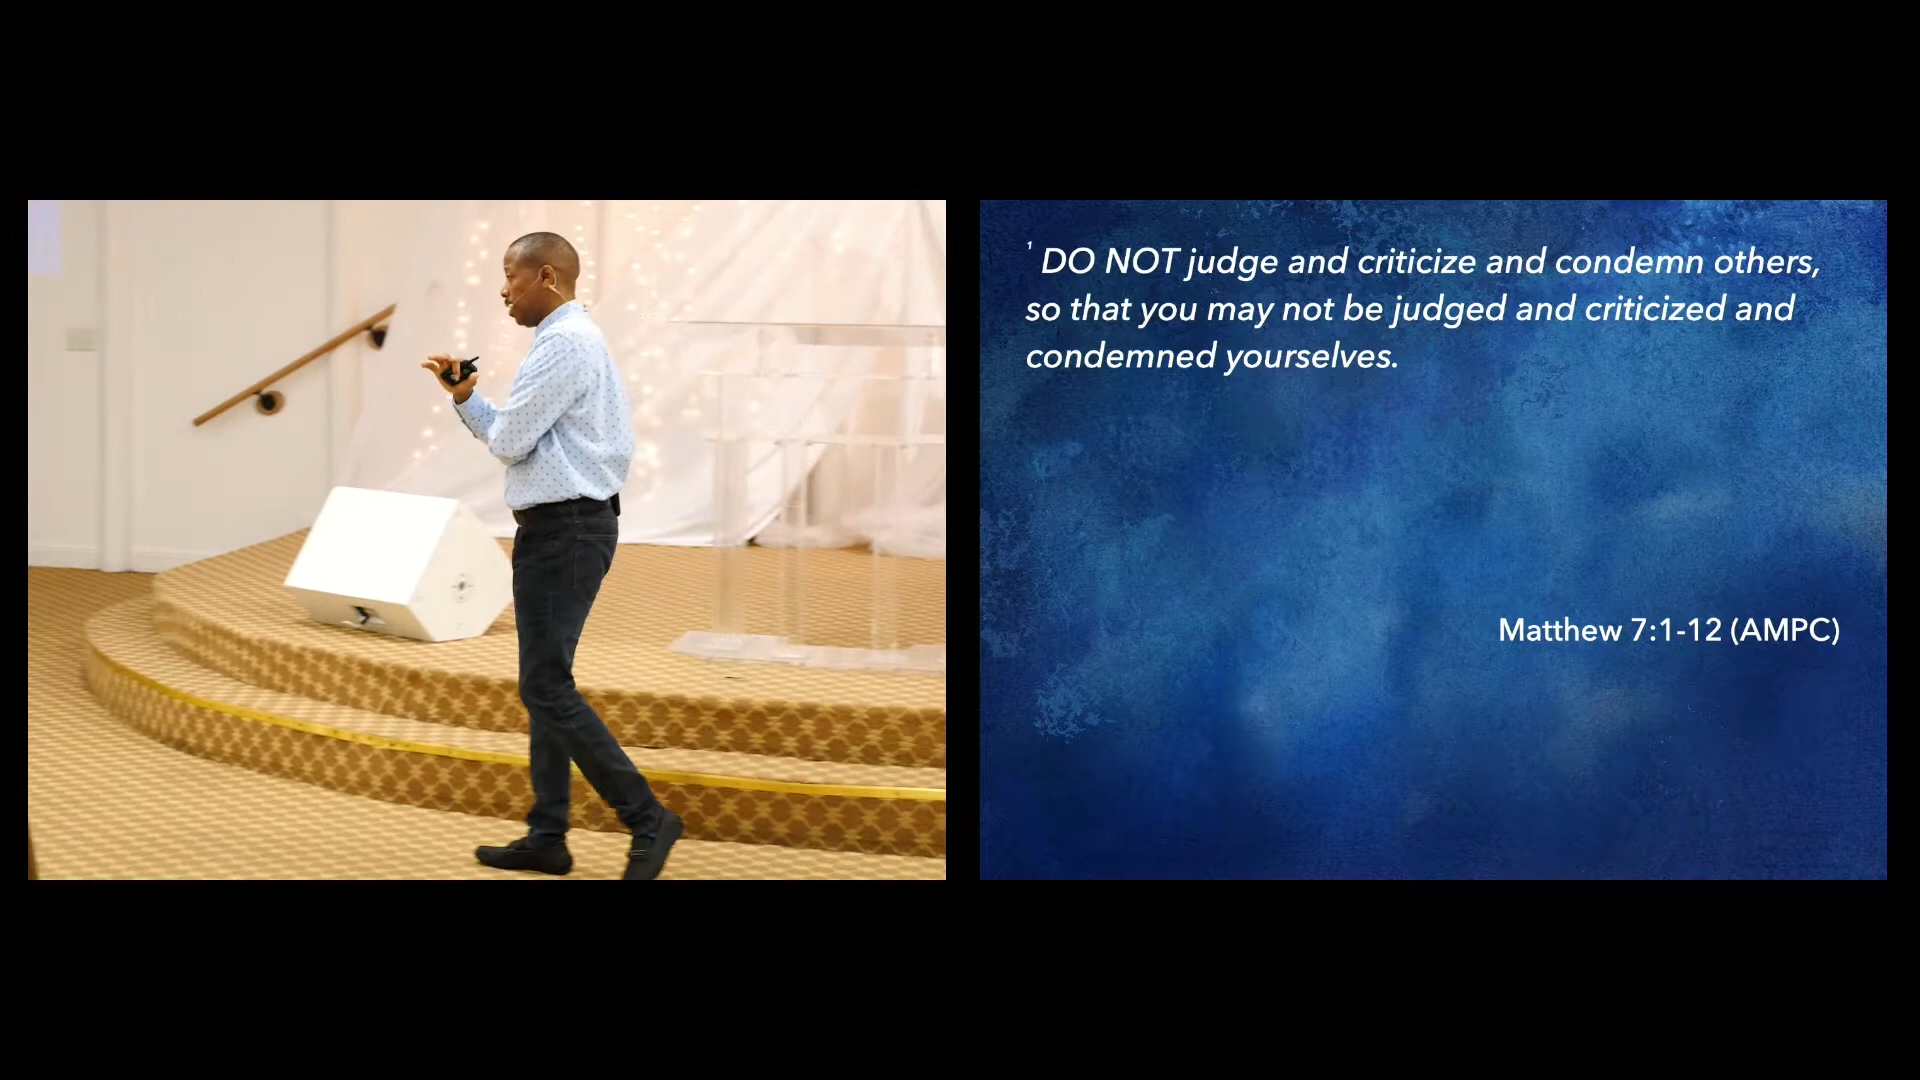 ¹ DO NOT judge and criticize and condemn others,
so that you may not be judged and criticized and
condemned yourselves.
Matthew 7:1-12 (AMPC)